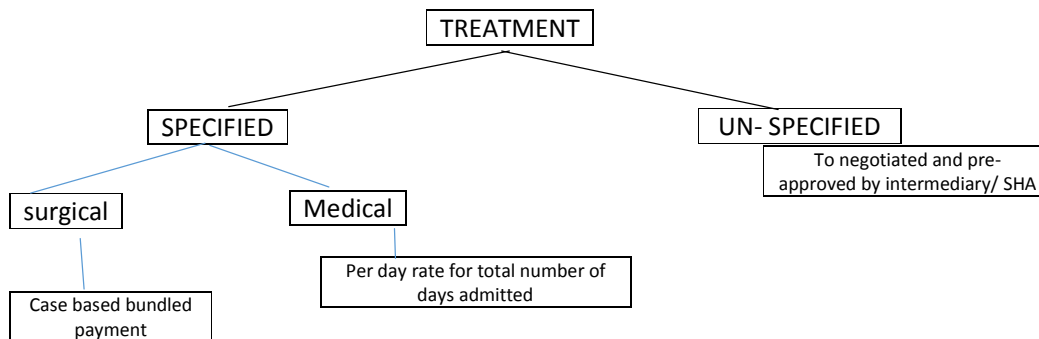 TREATMENT
SPECIFIED
UN- SPECIFIED
To negotiated and pre-
approved by intermediary/ SHA
surgical
Medical
Per day rate for total number of
days admitted
Case based bundled
payment